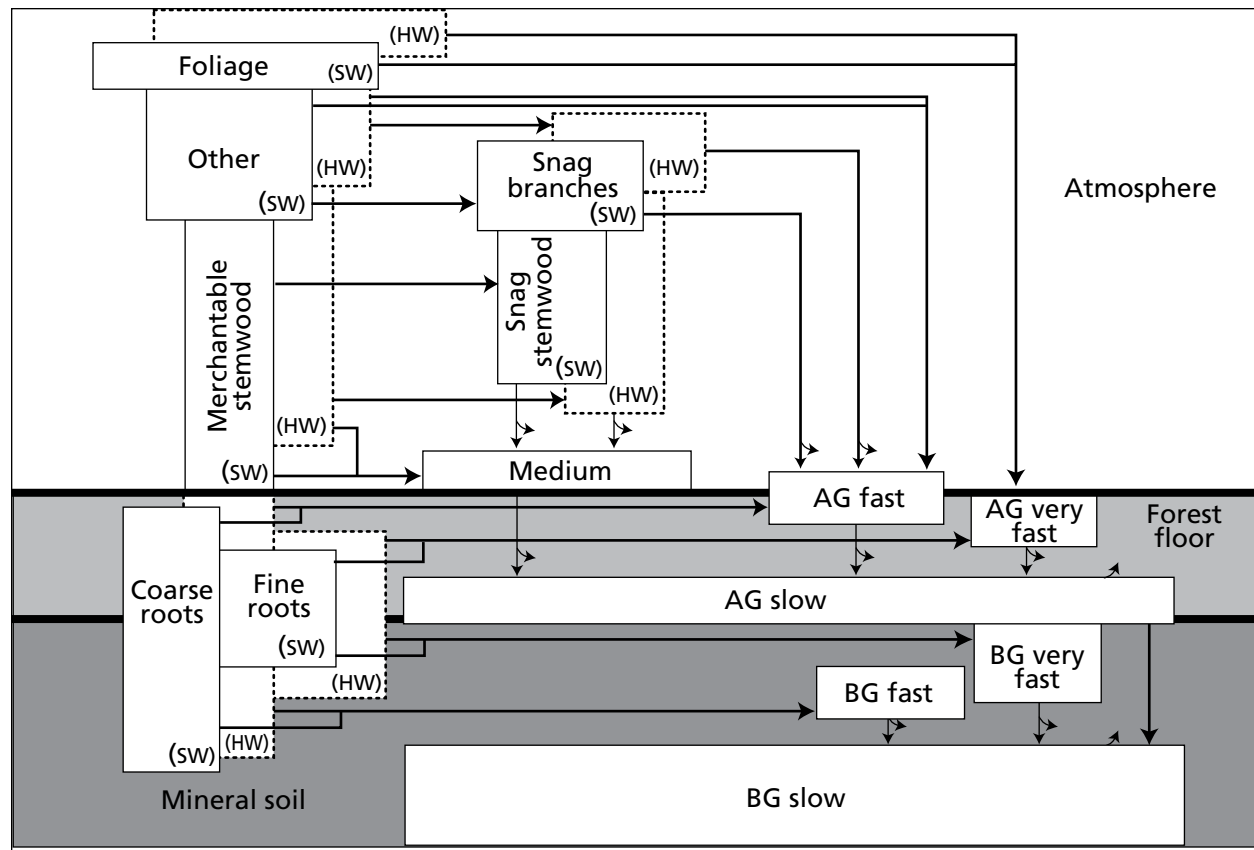 (HW)
Foliage
(SW)
Other
(HW)
(SW)
Snag
branches
(HW)
(SW)
Atmosphere
Merchantable
stemwood
Snag
stemwood
(SW)
(HW)
(HW)
(SW)
Medium
AG fast
AG very
fast
Forest
floor
Coarse
roots
Fine
roots
(SW)
(HW)
AG slow
BG very
fast
BG fast
(HW)
(SW)
Mineral soil
BG slow